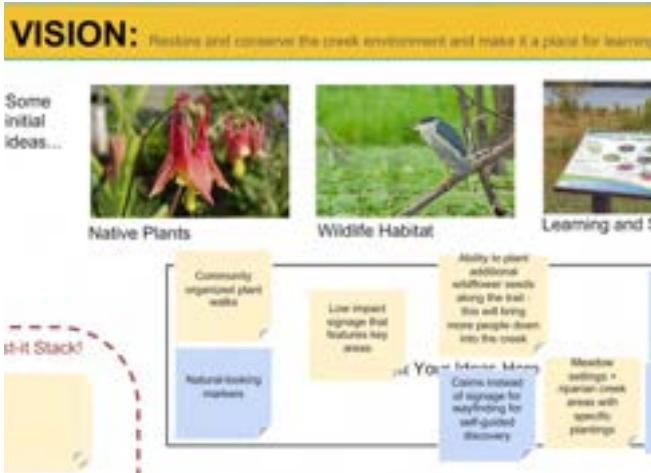 VISION: Restore and conserve the creek environment and make it a place for learning
Some
initial
ideas...
Native Plants
Wildlife Habitat
Learning and S
Community
organized plant
walks
Low impact
signage that
features key
areas
Ability to plant
additional
wildflower seeds
along the trail -
this will bring
more people down
into the creek
st-it Stack!
Your Ideas Here
Natural-looking
markers
Cairns instead
of signage for
wayfinding for
self-guided
discovery
Meadow
settings +
riparian creek
areas with
specific
plantings